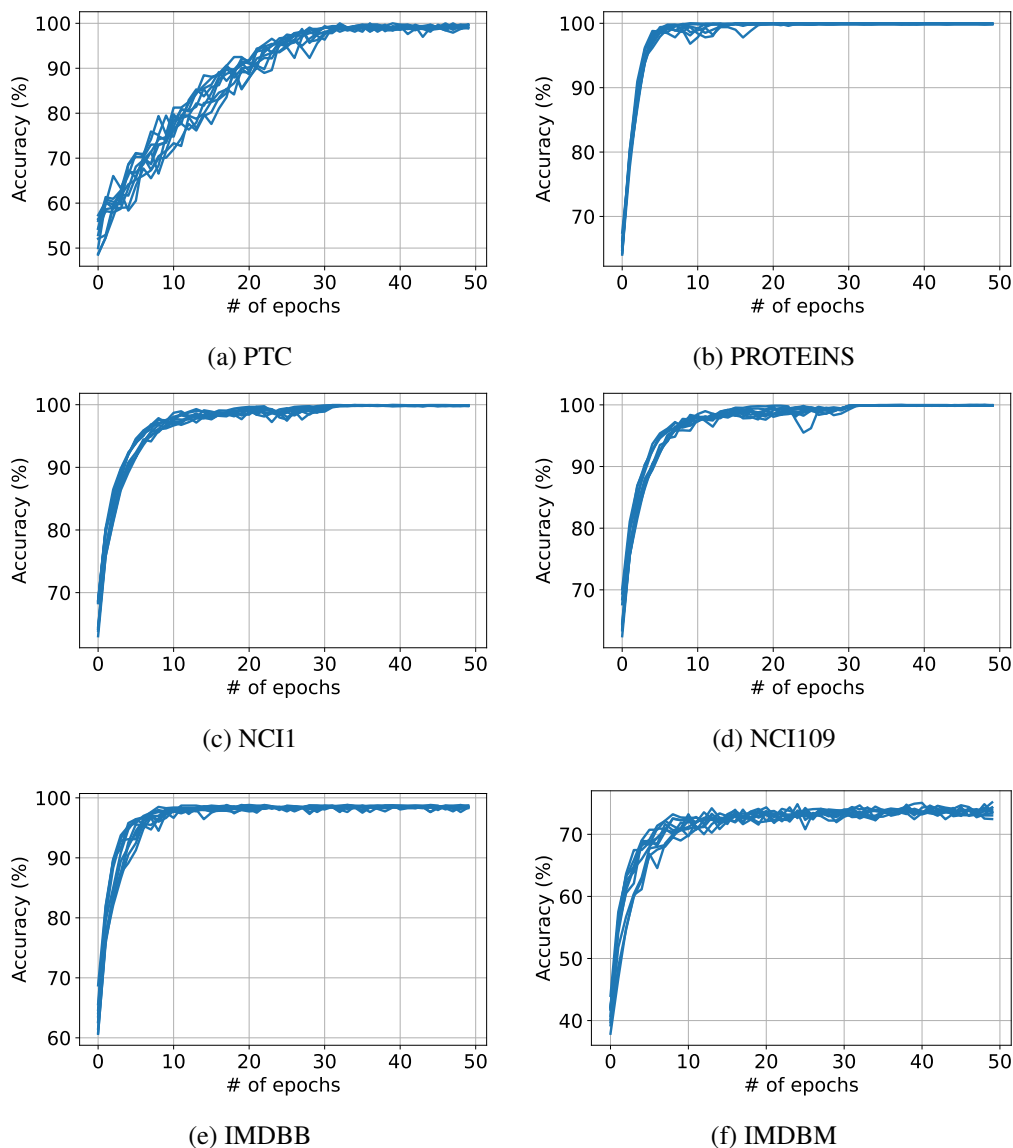 100
90
80
70
60
50
Accuracy (%)
0 10 20 30 40 50
# of epochs
(a) PTC
100
90
80
70
Accuracy (%)
0 10 20 30 40 50
# of epochs
(b) PROTEINS
100
90
80
70
Accuracy (%)
0 10 20 30 40 50
# of epochs
(c) NCI1
100
90
80
70
Accuracy (%)
0 10 20 30 40 50
# of epochs
(d) NCI109
100
90
80
70
60
Accuracy (%)
0 10 20 30 40 50
# of epochs
(e) IMDBB
70
60
50
40
Accuracy (%)
0 10 20 30 40 50
# of epochs
(f) IMDBM